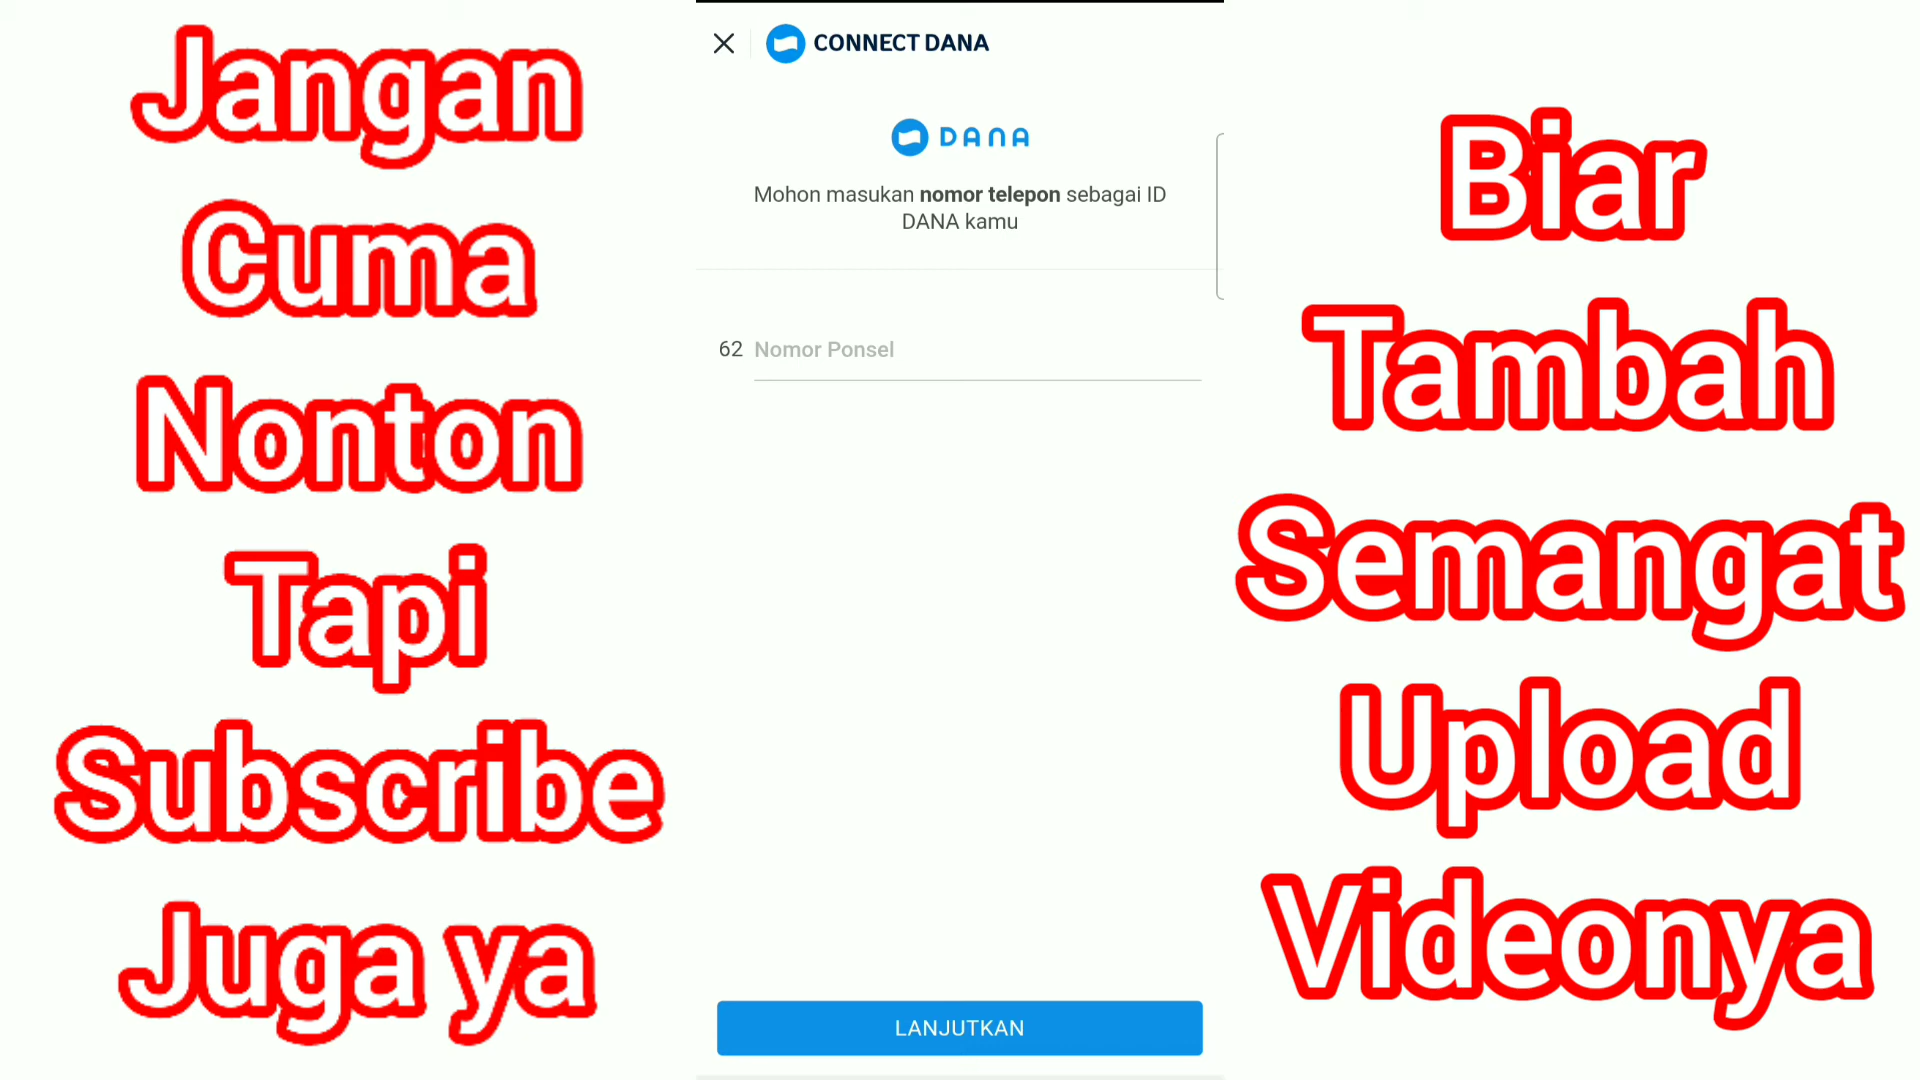 Jangan
Cuma
Nonton
Tapi
Subscribe
Juga ya
CONNECT DANA
DANA
Mohon masukan nomor telepon sebagai ID
DANA kamu
62 Nomor Ponsel
LANJUTKAN
Biar
Tambah
Semangat
Upload
Videonya